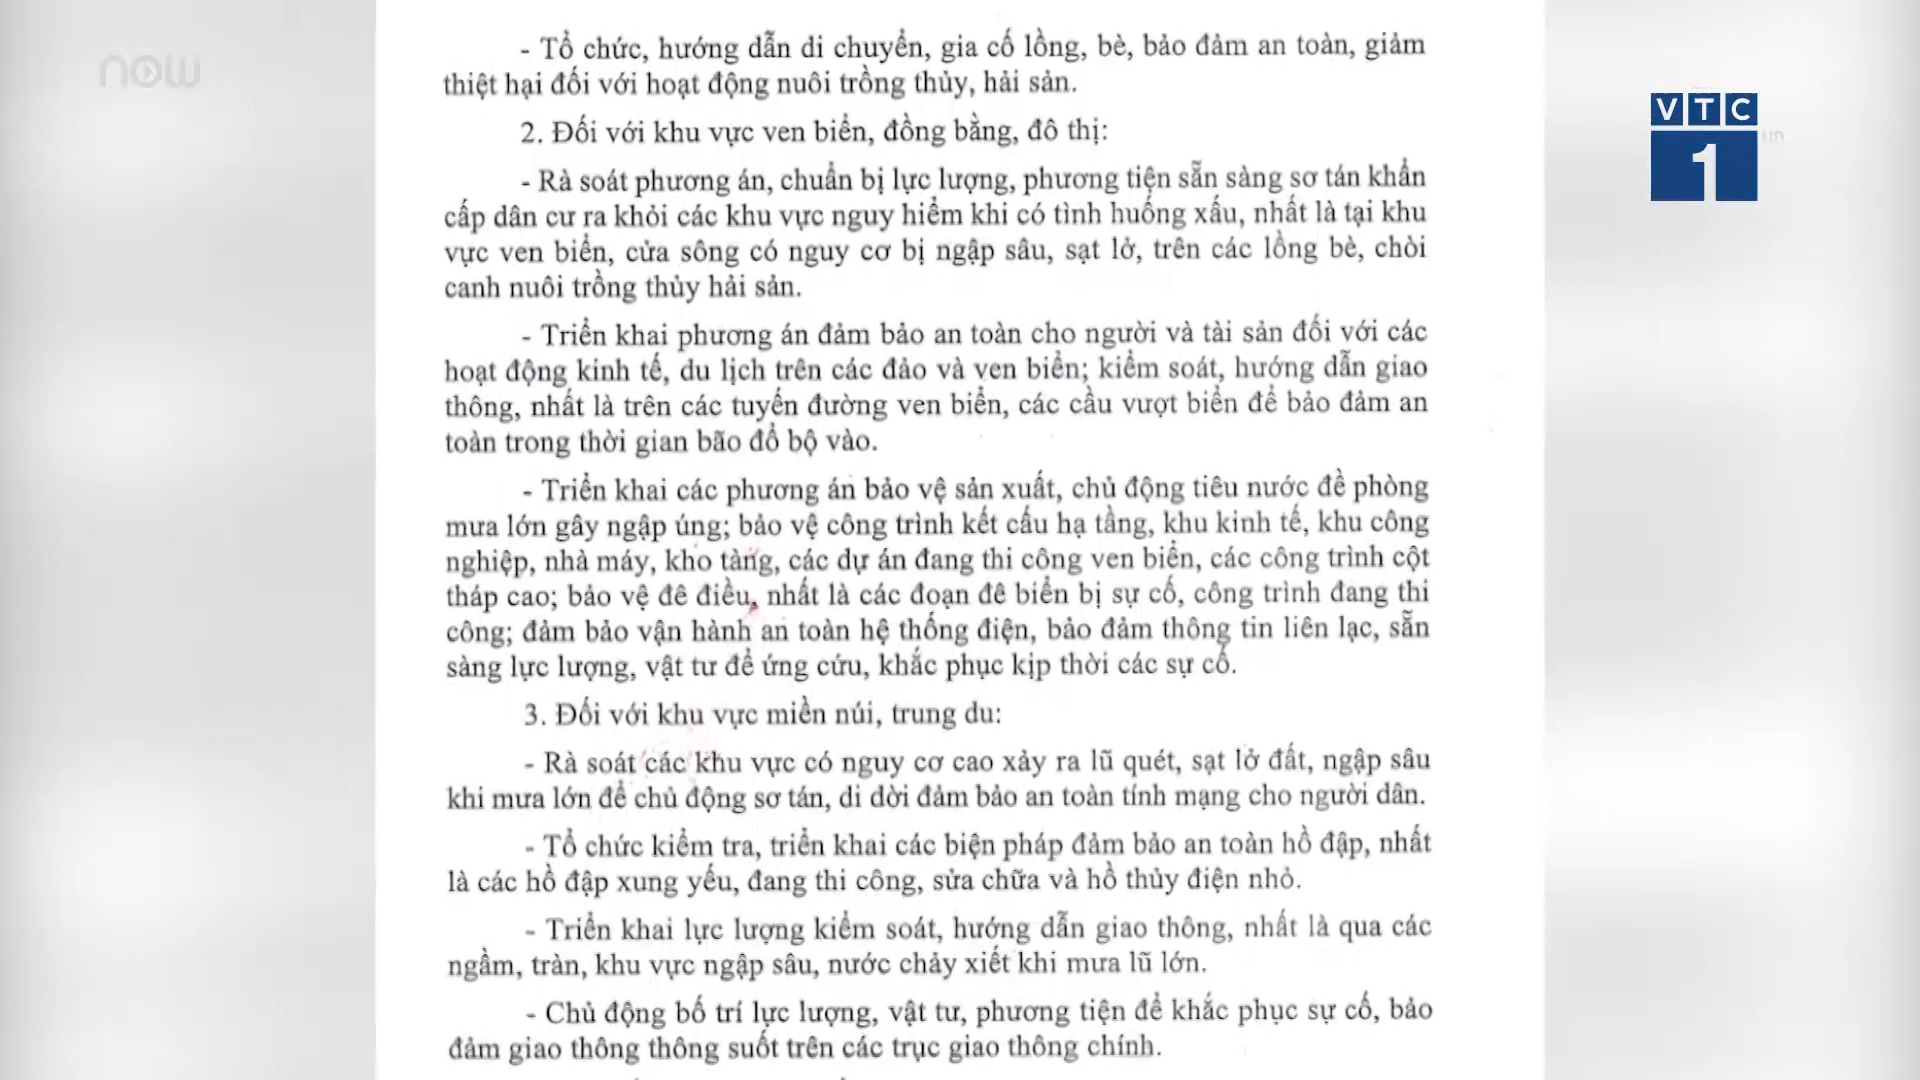 now
VTC
1
- Tổ chức, hướng dẫn di chuyển, gia cố lồng, bè, bảo đảm an toàn, giảm
thiệt hại đối với hoạt động nuôi trồng thủy, hải sản.
2. Đối với khu vực ven biển, đồng bằng, đô thị:
- Rà soát phương án, chuẩn bị lực lượng, phương tiện sẵn sàng sơ tán khẩn
cấp dân cư ra khỏi các khu vực nguy hiểm khi có tình huống xấu, nhất là tại khu
vực ven biển, cửa sông có nguy cơ bị ngập sâu, sạt lở, trên các lồng bè, chòi
canh nuôi trồng thủy hải sản.
- Triển khai phương án đảm bảo an toàn cho người và tài sản đối với các
hoạt động kinh tế, du lịch trên các đảo và ven biển; kiểm soát, hướng dẫn giao
thông, nhất là trên các tuyến đường ven biển, các cầu vượt biển để bảo đảm an
toàn trong thời gian bão đổ bộ vào.
- Triển khai các phương án bảo vệ sản xuất, chủ động tiêu nước đề phòng
mưa lớn gây ngập úng; bảo vệ công trình kết cấu hạ tầng, khu kinh tế, khu công
nghiệp, nhà máy, kho tàng, các dự án đang thi công ven biển, các công trình cột
tháp cao; bảo vệ đê điều, nhất là các đoạn đê biển bị sự cố, công trình đang thi
công; đảm bảo vận hành an toàn hệ thống điện, bảo đảm thông tin liên lạc, sẵn
sàng lực lượng, vật tư để ứng cứu, khắc phục kịp thời các sự cố.
3. Đối với khu vực miền núi, trung du:
- Rà soát các khu vực có nguy cơ cao xảy ra lũ quét, sạt lở đất, ngập sâu
khi mưa lớn để chủ động sơ tán, di dời đảm bảo an toàn tính mạng cho người dân.
- Tổ chức kiểm tra, triển khai các biện pháp đảm bảo an toàn hồ đập, nhất
là các hồ đập xung yếu, đang thi công, sửa chữa và hồ thủy điện nhỏ.
- Triển khai lực lượng kiểm soát, hướng dẫn giao thông, nhất là qua các
ngầm, tràn, khu vực ngập sâu, nước chảy xiết khi mưa lũ lớn.
- Chủ động bố trí lực lượng, vật tư, phương tiện để khắc phục sự cố, bảo
đảm giao thông thông suốt trên các trục giao thông chính.